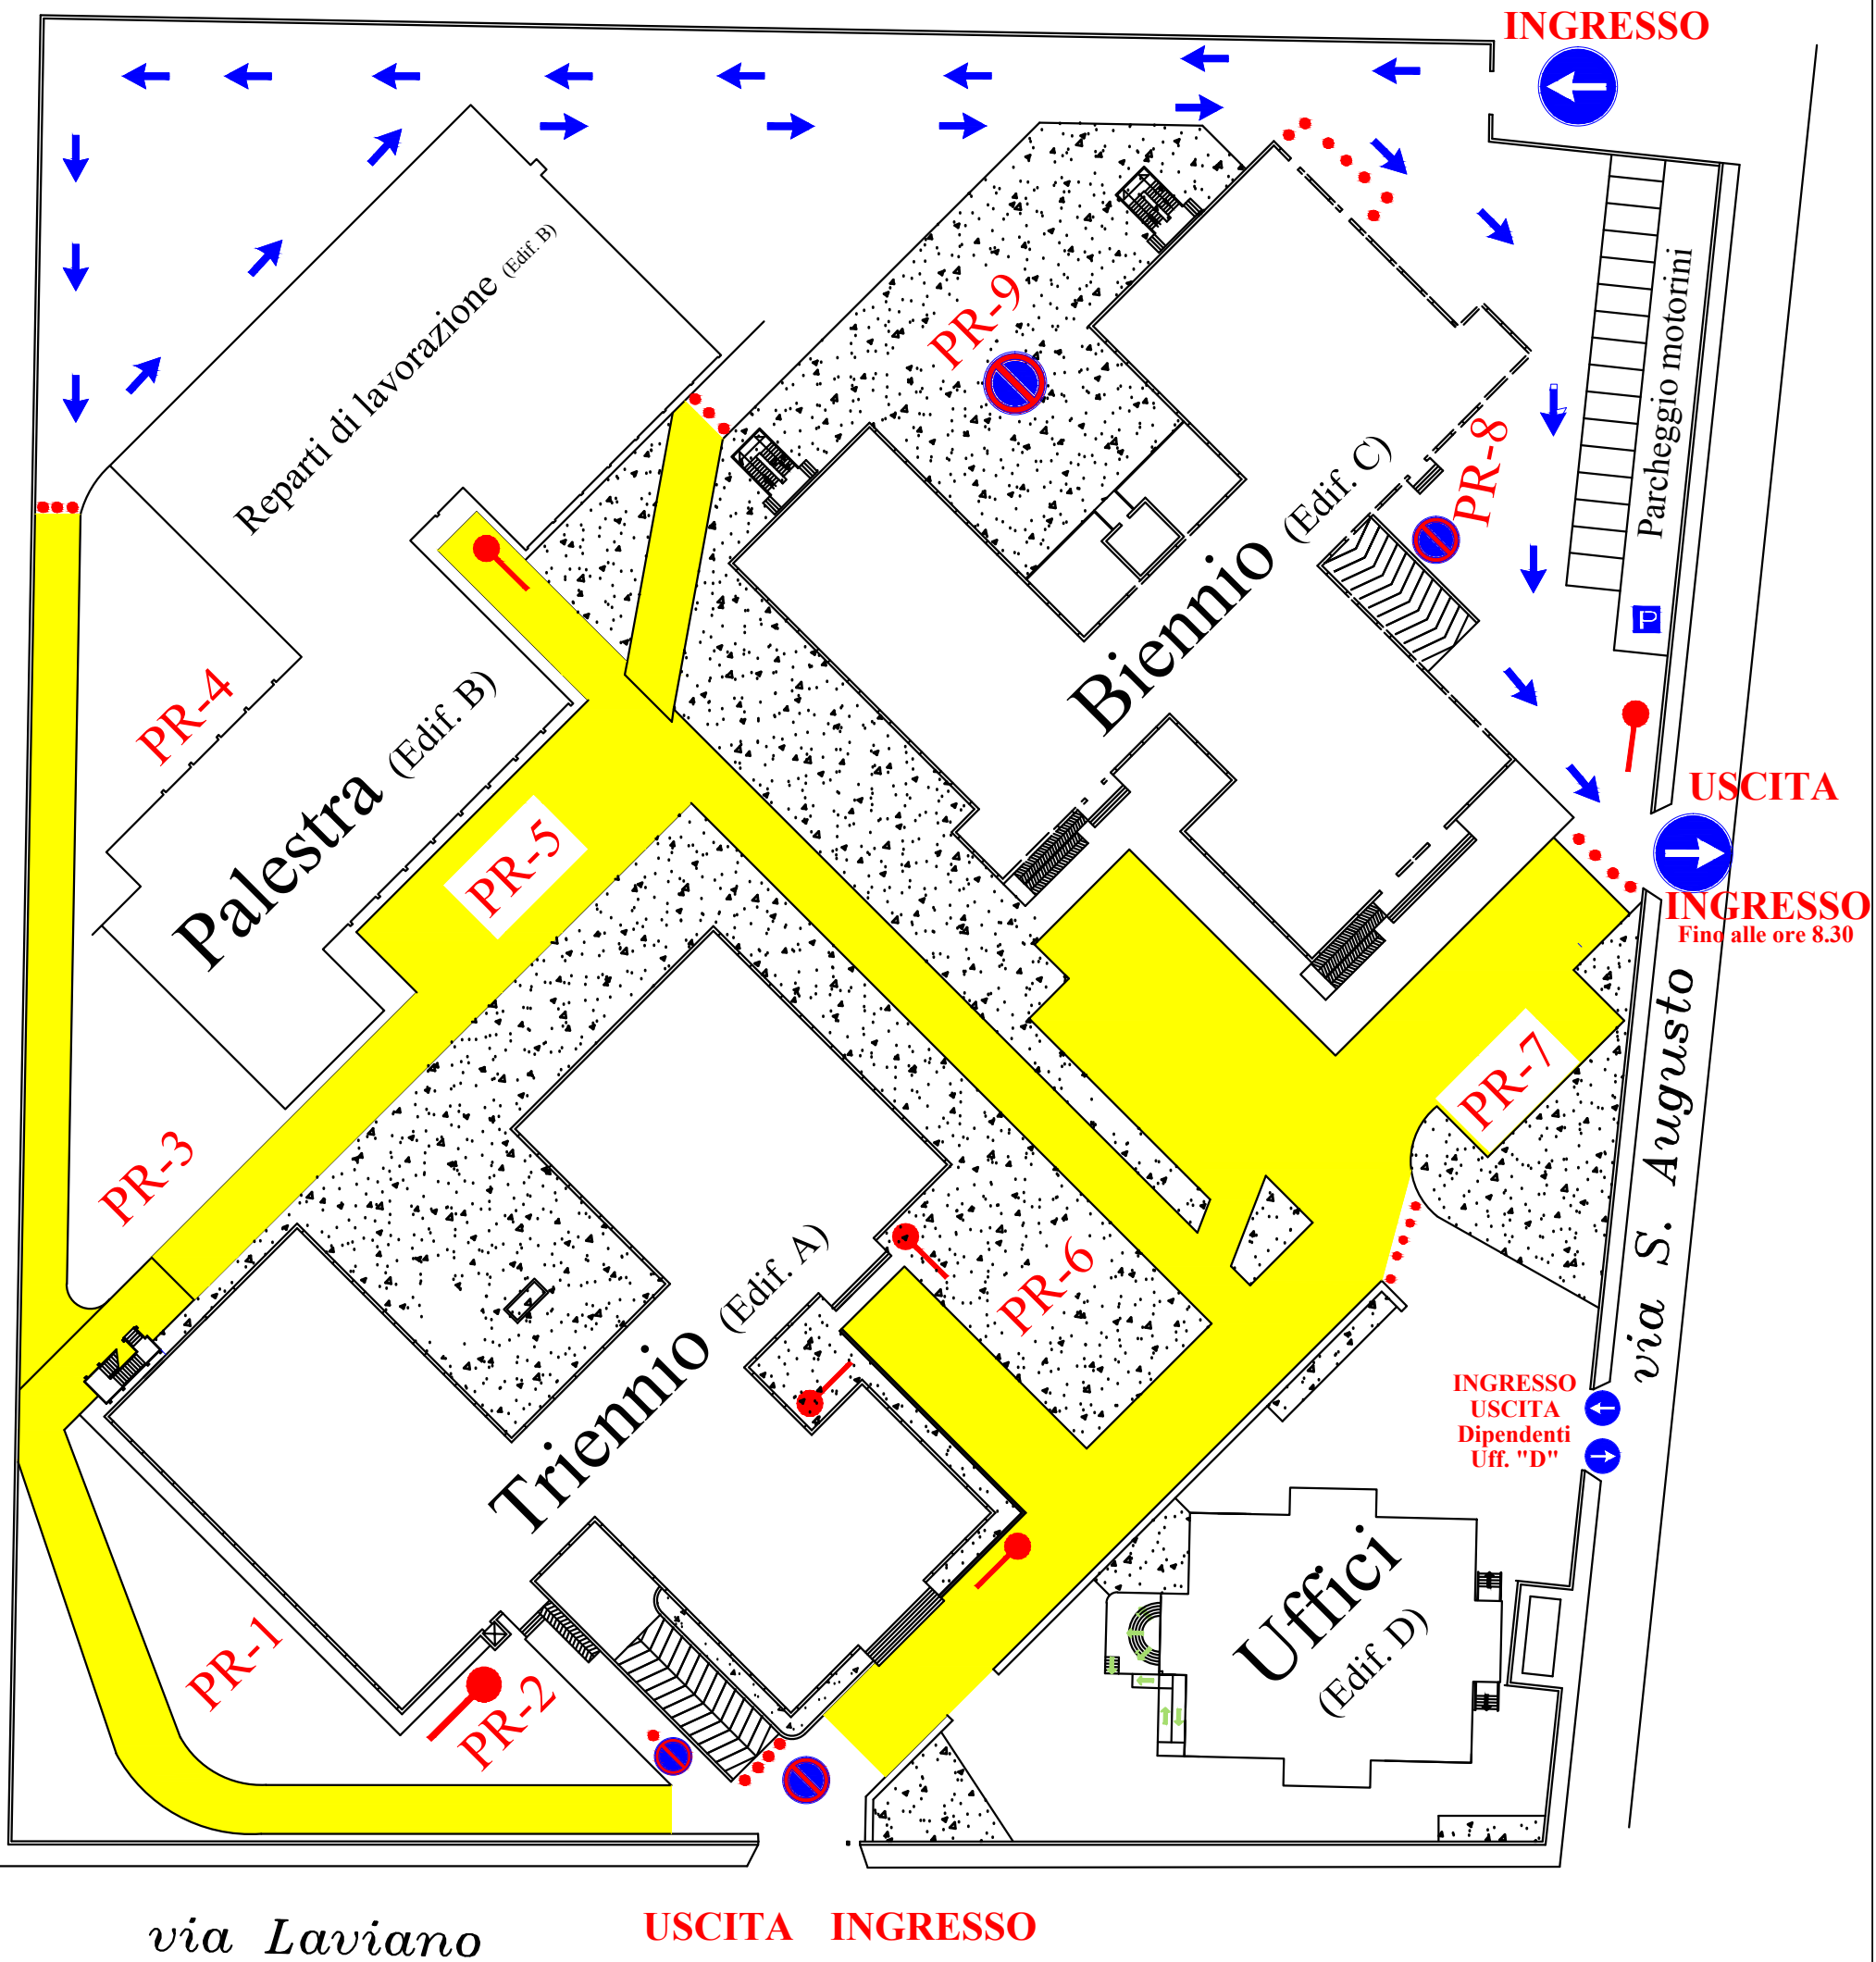 INGRESSO
Reparti di lavorazione (Edif. B)
PR-9
Parcheggio motorini
PR-8
Biennio (Edif. C)
P
PR-4
Palestra (Edif. B)
PR-5
USCITA
INGRESSO
Fino alle ore 8.30
PR-7
via S. Augusto
PR-3
PR-6
Triennio (Edif. A)
INGRESSO
USCITA
Dipendenti
Uff. "D"
Uffici
(Edif. D)
PR-1
PR-2
via Laviano
USCITA INGRESSO